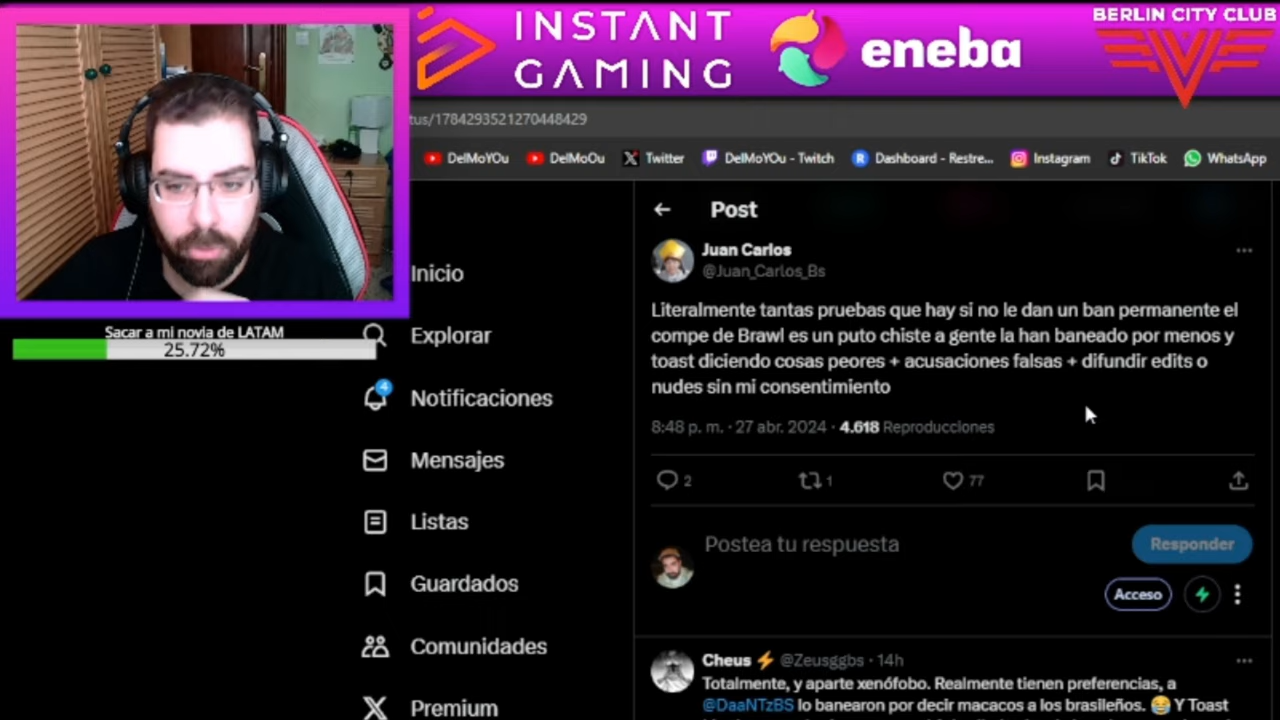 INSTANT
GAMING
eneba
BERLIN CITY CLUB
tus/1784293521270448429
DelMoYOu
DelMoOu
Twitter
DelMoYOu - Twitch
Dashboard - Restre...
Instagram
TikTok
WhatsApp
Sacar a mi novia de LATAM
25.72%
Inicio
Explorar
4
Notificaciones
Mensajes
Listas
Guardados
Comunidades
Premium
Post
Juan Carlos
@Juan_Carlos_Bs
Literalmente tantas pruebas que hay si no le dan un ban permanente el
compe de Brawl es un puto chiste a gente la han baneado por menos y
toast diciendo cosas peores + acusaciones falsas + difundir edits o
nudes sin mi consentimiento
8:48 p. m. · 27 abr. 2024 · 4.618 Reproducciones
2
1
77
Postea tu respuesta
Responder
Acceso
Cheus ⚡ @Zeusggbs · 14h
Totalmente, y aparte xenófobo. Realmente tienen preferencias, a
@DaaNTzBS lo banearon por decir macacos a los brasileños. 😂 Y Toast